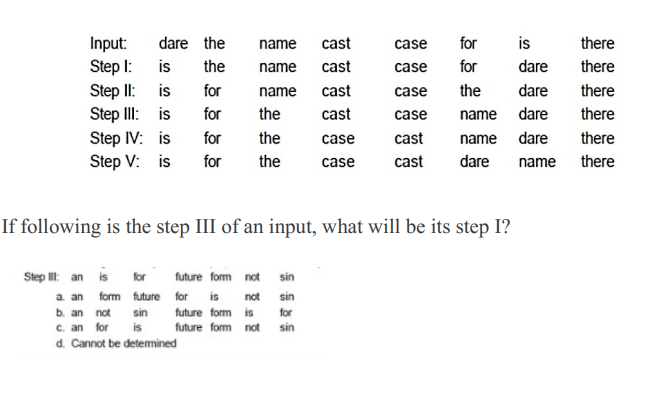 Input: dare the name cast case for is there
Step I: is the name cast case for dare there
Step II: is for name cast case the dare there
Step III: is for the cast case name dare there
Step IV: is for the case cast name dare there
Step V: is for the case cast dare name there
If following is the step III of an input, what will be its step I?
Step III: an is for future form not sin
a. an form future for is not sin
b. an not sin future form is for
c. an for is future form not sin
d. Cannot be determined